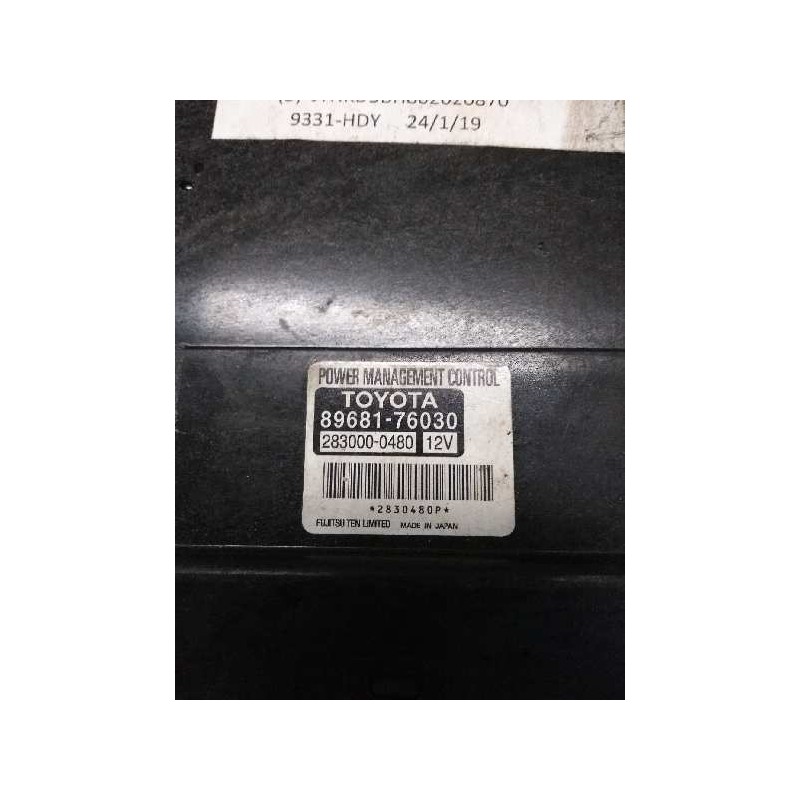 9331-HDY 24/1/19
POWER MANAGEMENT CONTROL
TOYOTA
89681-76030
283000-0480 12V
*2830480P*
FUJITSU TEN LIMITED MADE IN JAPAN